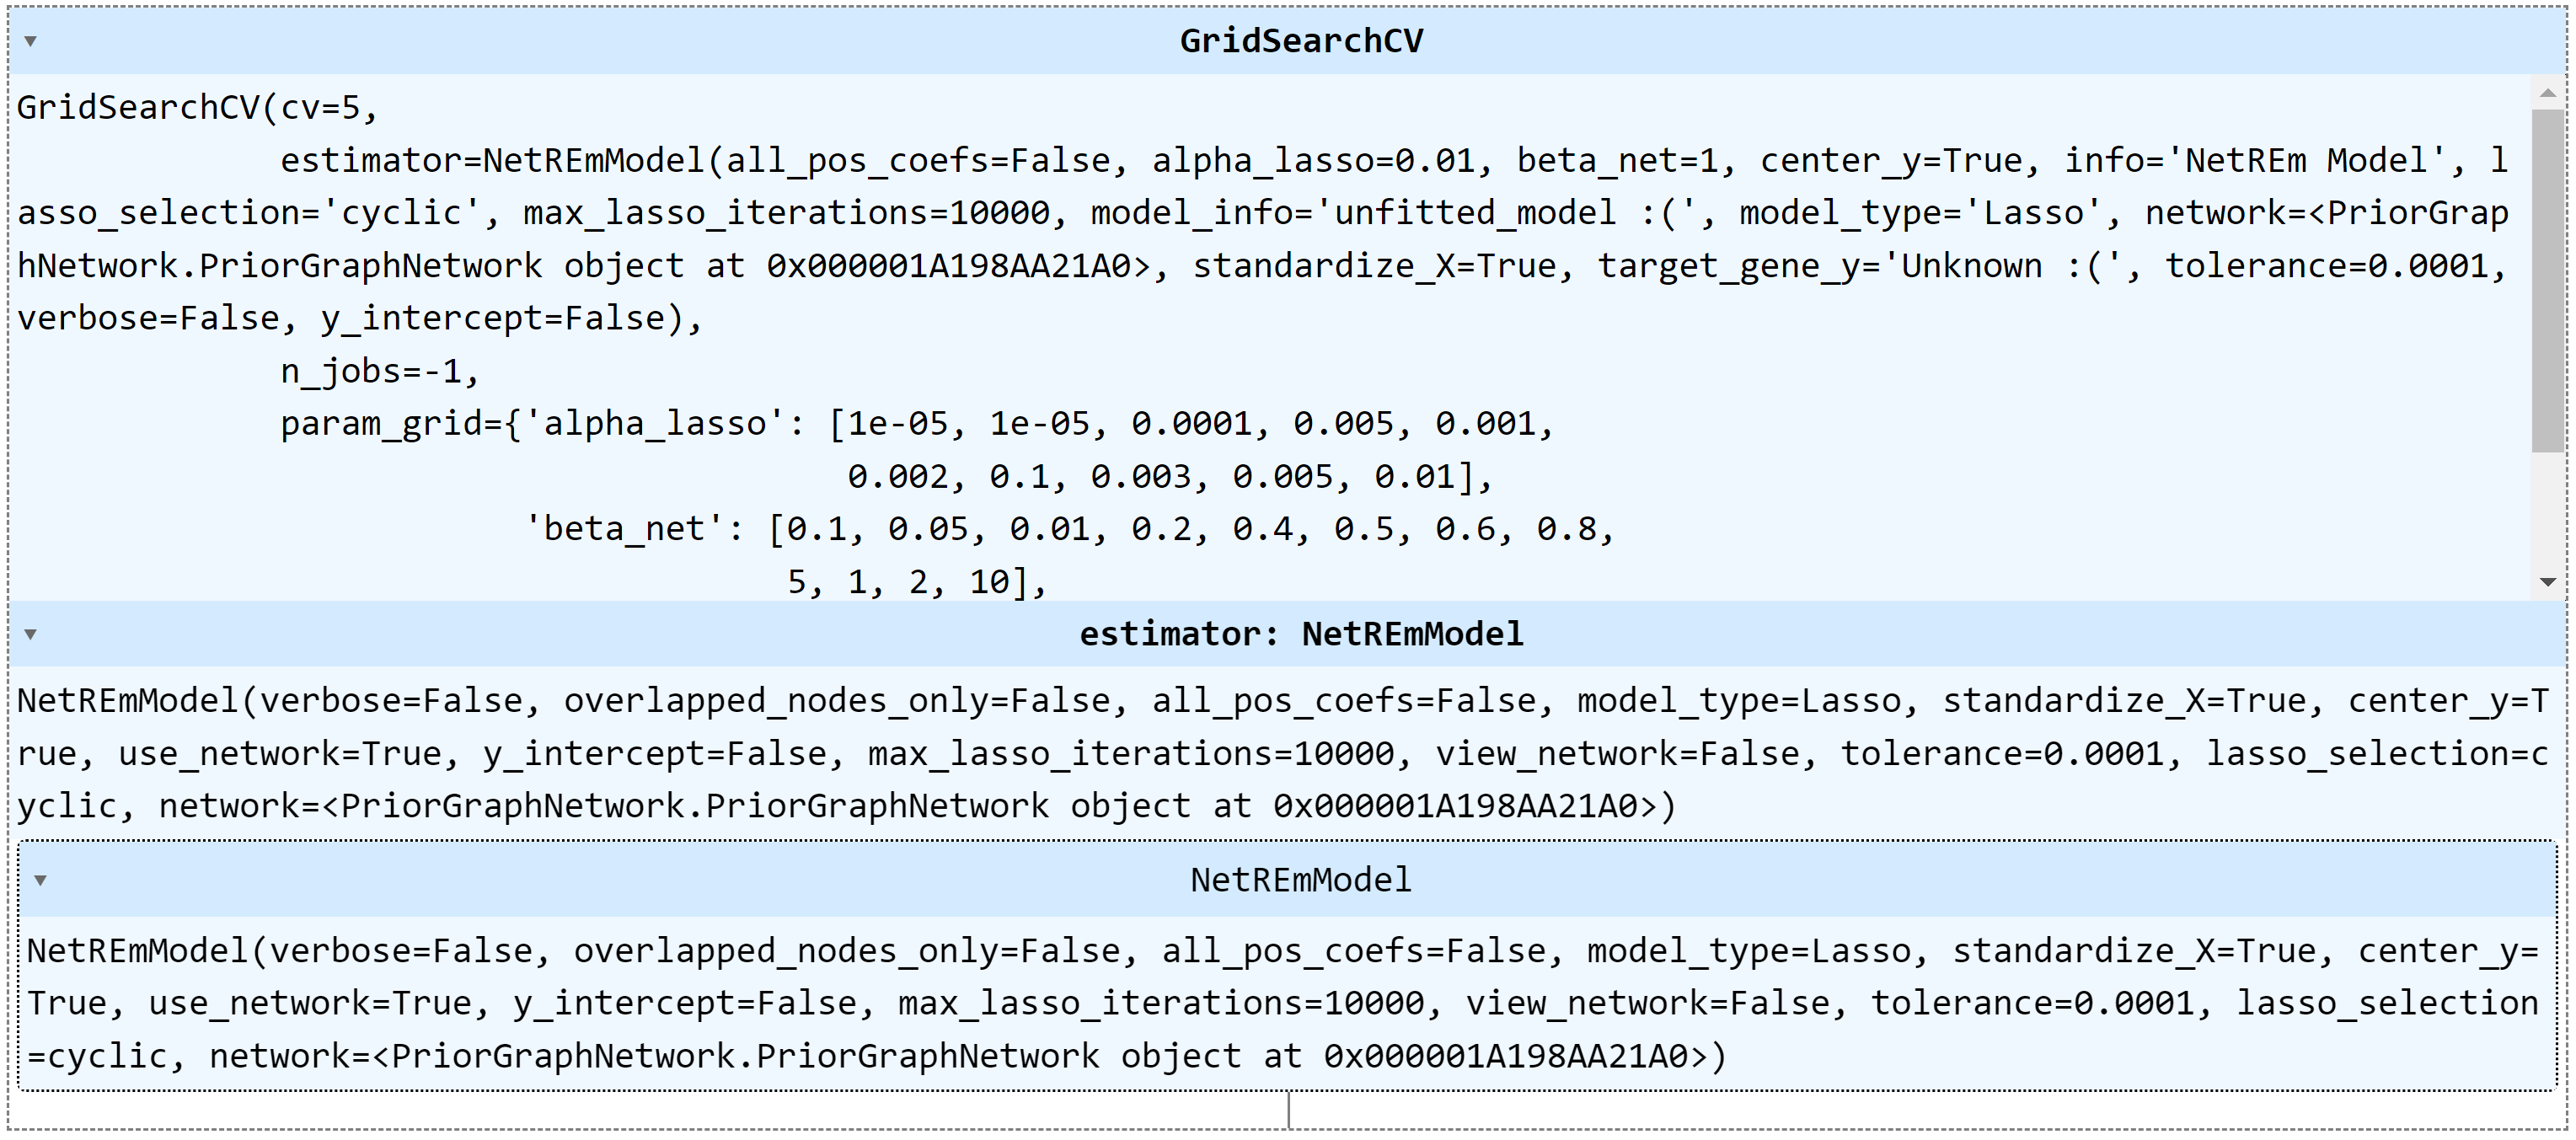 GridSearchCV
GridSearchCV(cv=5,
estimator=NetREmModel(all_pos_coefs=False, alpha_lasso=0.01, beta_net=1, center_y=True, info='NetREm Model', l
asso_selection='cyclic', max_lasso_iterations=10000, model_info='unfitted_model :(', model_type='Lasso', network=<PriorGrap
hNetwork.PriorGraphNetwork object at 0x000001A198AA21A0>, standardize_X=True, target_gene_y='Unknown :(', tolerance=0.0001,
verbose=False, y_intercept=False),
n_jobs=-1,
param_grid={'alpha_lasso': [1e-05, 1e-05, 0.0001, 0.005, 0.001,
0.002, 0.1, 0.003, 0.005, 0.01],
'beta_net': [0.1, 0.05, 0.01, 0.2, 0.4, 0.5, 0.6, 0.8,
5, 1, 2, 10],
estimator: NetREmModel
NetREmModel(verbose=False, overlapped_nodes_only=False, all_pos_coefs=False, model_type=Lasso, standardize_X=True, center_y=T
rue, use_network=True, y_intercept=False, max_lasso_iterations=10000, view_network=False, tolerance=0.0001, lasso_selection=c
yclic, network=<PriorGraphNetwork.PriorGraphNetwork object at 0x000001A198AA21A0>)
NetREmModel
NetREmModel(verbose=False, overlapped_nodes_only=False, all_pos_coefs=False, model_type=Lasso, standardize_X=True, center_y=
True, use_network=True, y_intercept=False, max_lasso_iterations=10000, view_network=False, tolerance=0.0001, lasso_selection
=cyclic, network=<PriorGraphNetwork.PriorGraphNetwork object at 0x000001A198AA21A0>)